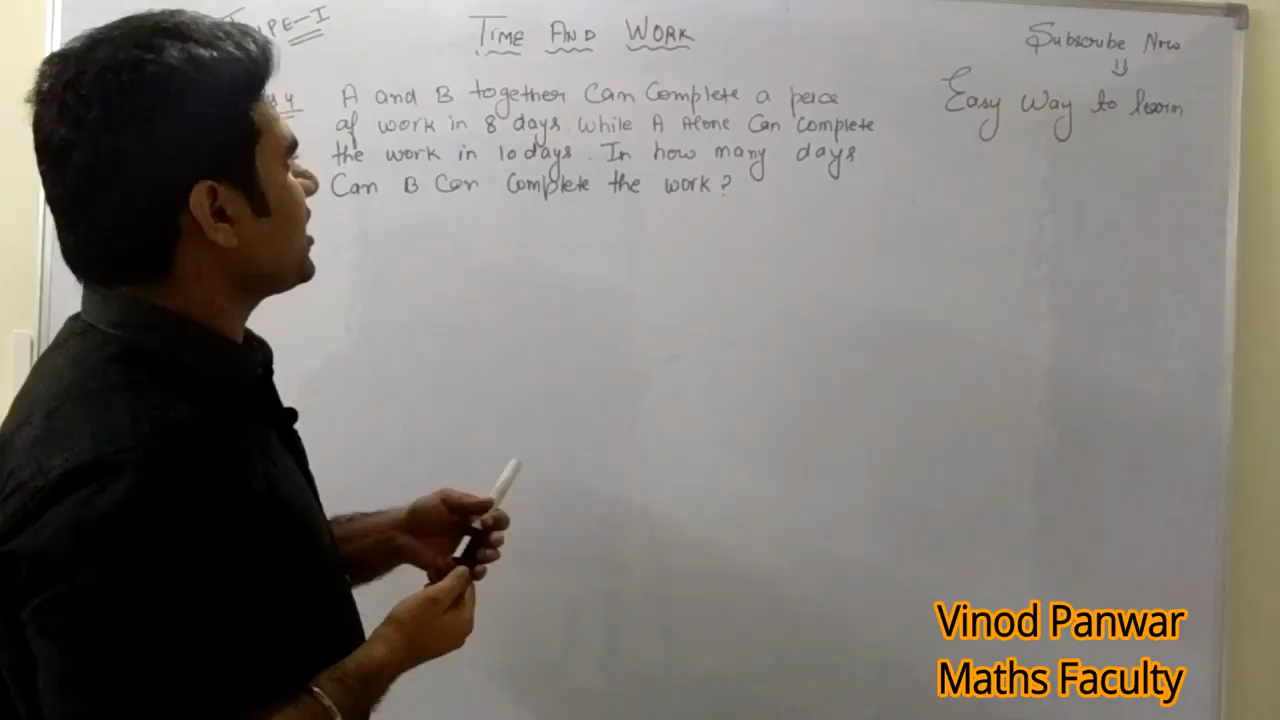 TYPE-I
TIME AND WORK
Subscribe Now
Easy Way to learn
A and B together Can Complete a peice
of work in 8 days while A Alone Can Complete
the work in 10 days. In how many days
Can B Can Complete the work?
Vinod Panwar
Maths Faculty